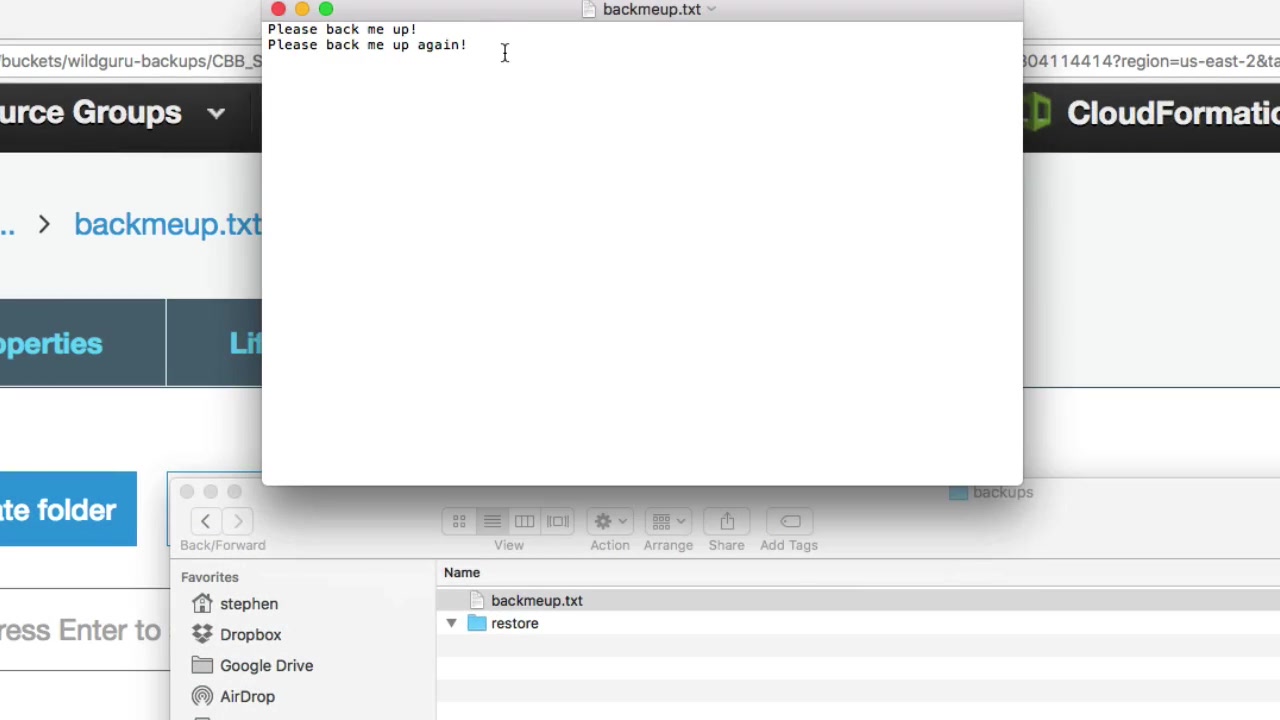 backmeup.txt
Please back me up!
Please back me up again!
/buckets/wildguru-backups/CBB_S
04114414?region=us-east-2&ta
urce Groups
CloudFormatic
.. > backmeup.txt
operties
Lif
te folder
ress Enter to
backups
Back/Forward
View
Action
Arrange
Share
Add Tags
Favorites
stephen
Dropbox
Google Drive
AirDrop
Name
backmeup.txt
restore